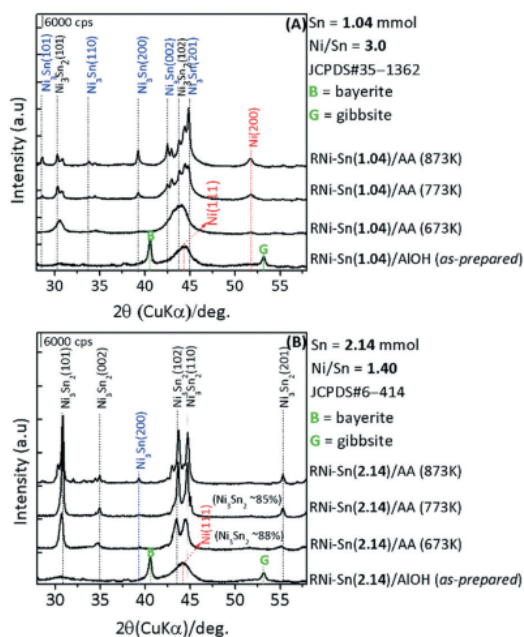 6000 cps
(A)
Ni₃Sn(101)
Ni₃Sn₂(101)
Ni₃Sn(110)
Ni₃Sn(200)
Ni₃Sn(002)
Ni₃Sn₂(102)
Ni₃Sn(201)
Ni(200)
Ni(111)
B
G
Intensity (a.u)
30 35 40 45 50 55
2θ (CuKα)/deg.
Sn = 1.04 mmol
Ni/Sn = 3.0
JCPDS#35–1362
B = bayerite
G = gibbsite
RNi-Sn(1.04)/AA (873K)
RNi-Sn(1.04)/AA (773K)
RNi-Sn(1.04)/AA (673K)
RNi-Sn(1.04)/AlOH (as-prepared)
6000 cps
(B)
Ni₃Sn₂(101)
Ni₃Sn₂(002)
Ni₃Sn(200)
Ni₃Sn₂(102)
Ni₃Sn₂(110)
Ni₃Sn₂(201)
(Ni₃Sn₂ ~85%)
(Ni₃Sn₂ ~88%)
Ni(111)
B
G
Intensity (a.u)
30 35 40 45 50 55
2θ(CuKα)/deg.
Sn = 2.14 mmol
Ni/Sn = 1.40
JCPDS#6–414
B = bayerite
G = gibbsite
RNi-Sn(2.14)/AA (873K)
RNi-Sn(2.14)/AA (773K)
RNi-Sn(2.14)/AA (673K)
RNi-Sn(2.14)/AlOH (as-prepared)